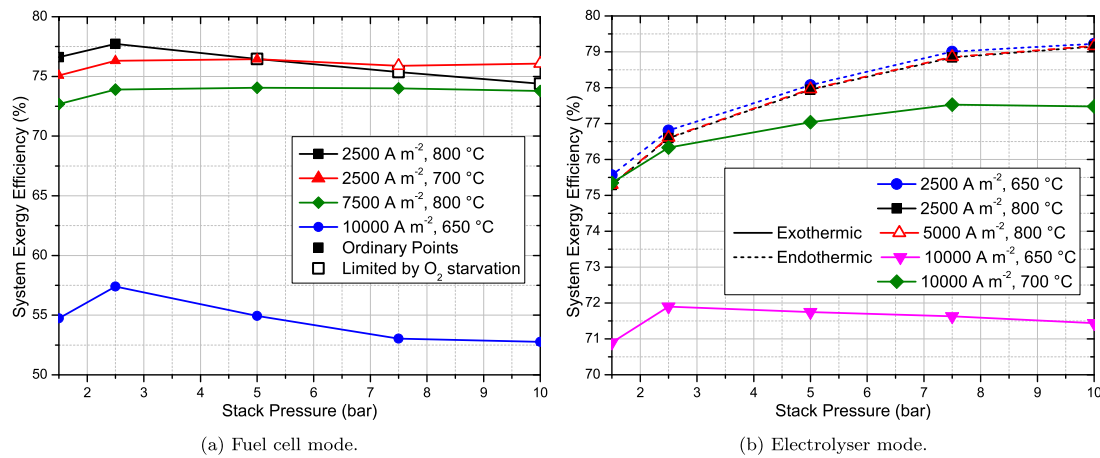 80
75
70
65
60
55
50
System Exergy Efficiency (%)
2500 A m⁻², 800 °C
2500 A m⁻², 700 °C
7500 A m⁻², 800 °C
10000 A m⁻², 650 °C
Ordinary Points
Limited by O₂ starvation
2 3 4 5 6 7 8 9 10
Stack Pressure (bar)
(a) Fuel cell mode.
80
79
78
77
76
75
74
73
72
71
70
System Exergy Efficiency (%)
2500 A m⁻², 650 °C
2500 A m⁻², 800 °C
Exothermic
5000 A m⁻², 800 °C
Endothermic
10000 A m⁻², 650 °C
10000 A m⁻², 700 °C
2 3 4 5 6 7 8 9 10
Stack Pressure (bar)
(b) Electrolyser mode.